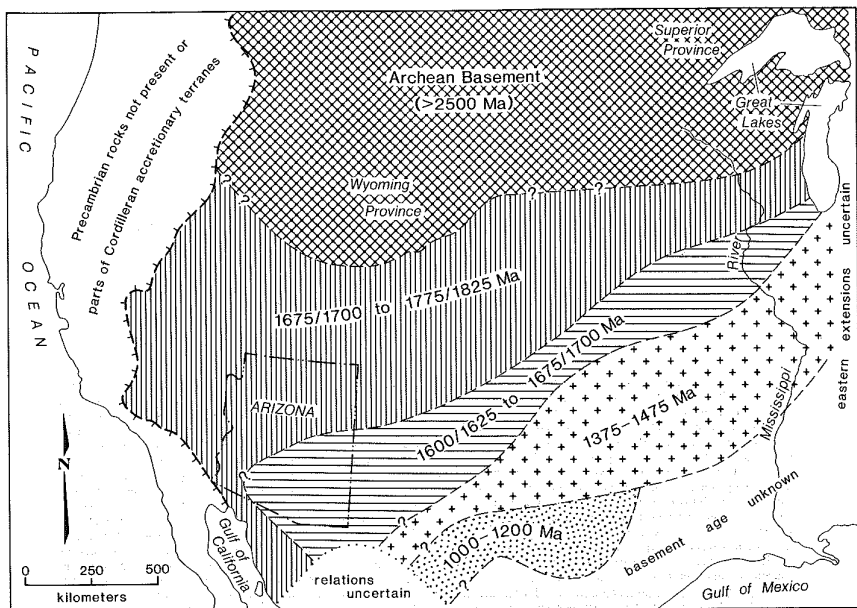 PACIFIC
OCEAN
Precambrian rocks not present or
parts of Cordilleran accretionary terranes
Archean Basement
(>2500 Ma)
Superior
Province
Great
Lakes
Wyoming
Province
?
?
?
?
1675/1700 to 1775/1825 Ma
River
eastern extensions uncertain
ARIZONA
1600/1625 to 1675/1700 Ma
1375-1475 Ma
Mississippi
N
?
Gulf of
California
?
?
1000-1200 Ma
?
basement age unknown
relations
uncertain
Gulf of Mexico
0 250 500
kilometers